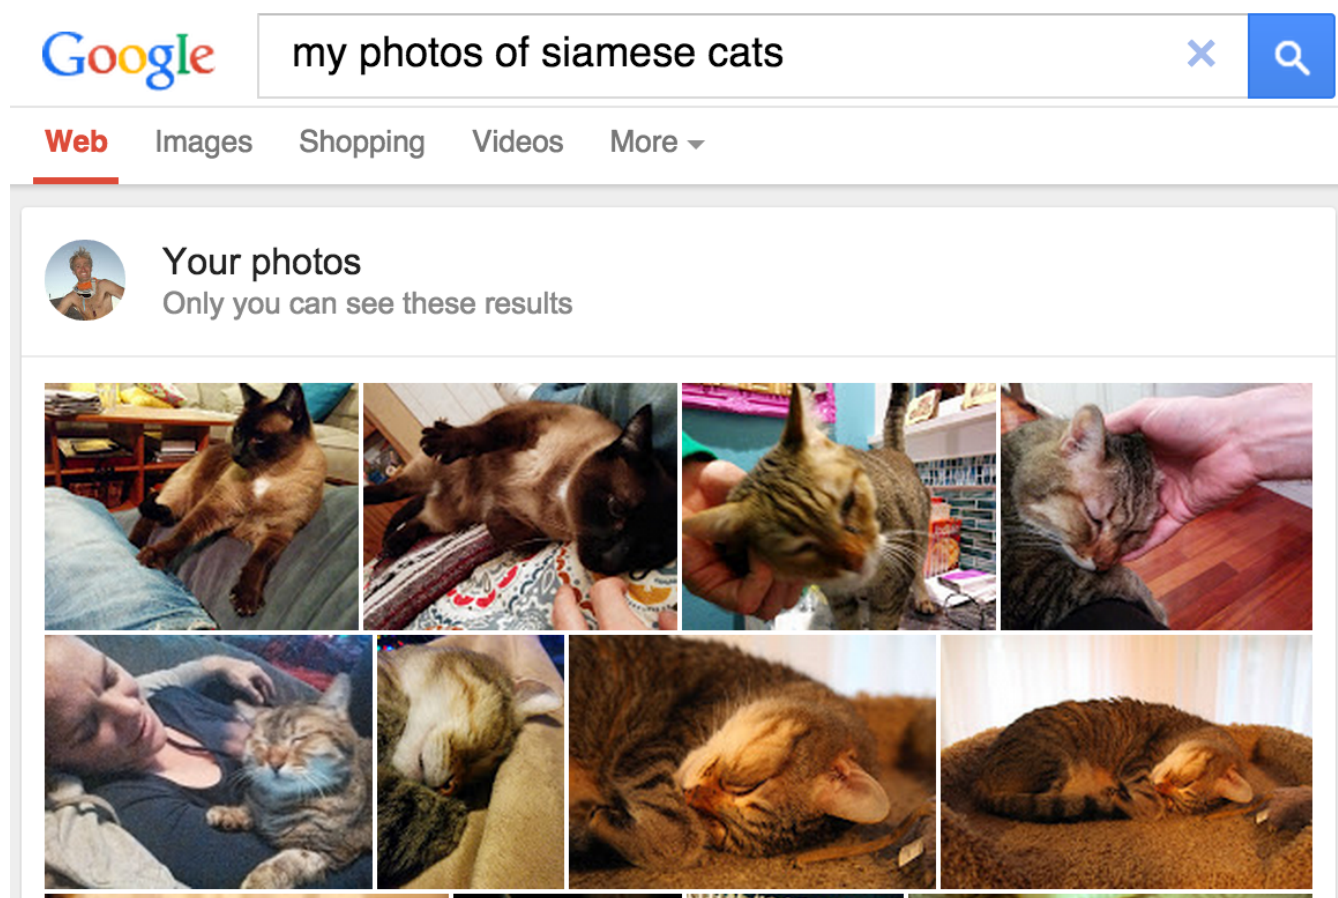 Google
my photos of siamese cats
Web Images Shopping Videos More
Your photos
Only you can see these results